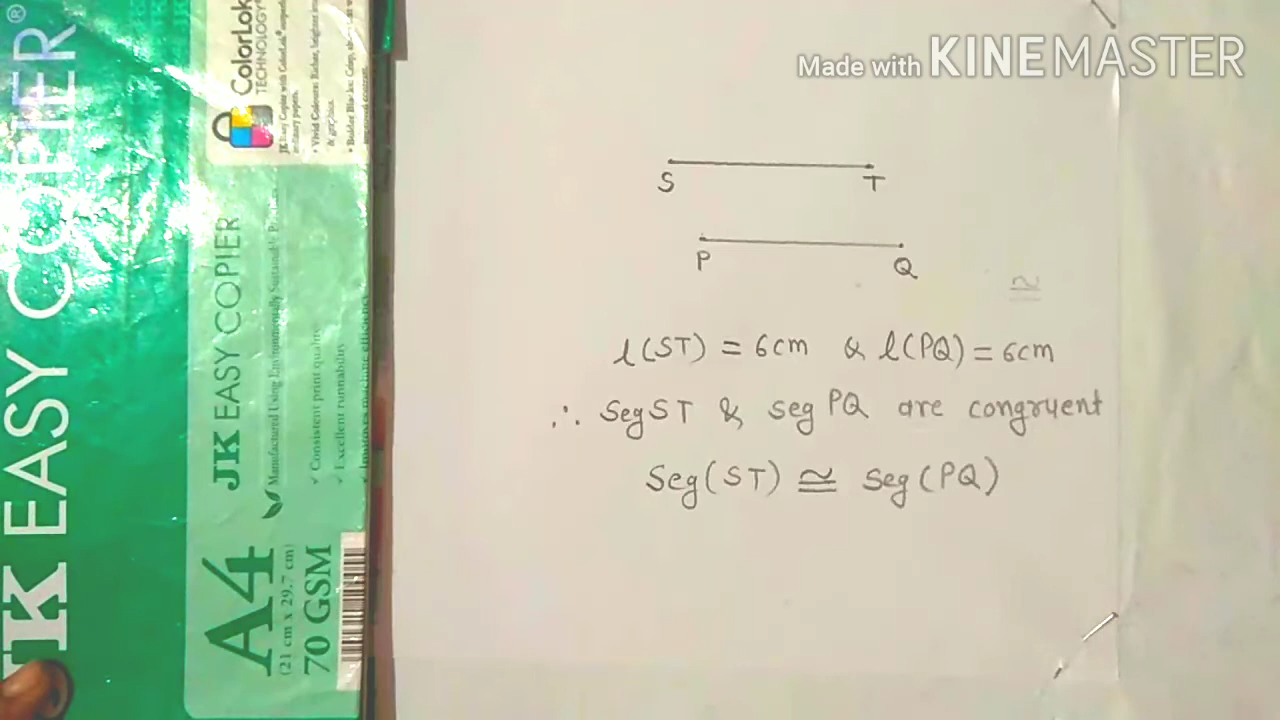 Made with KINEMASTER
S T
P Q
≅
l(ST) = 6cm & l(PQ) = 6cm
∴ Seg ST & seg PQ are congruent
Seg(ST) ≅ Seg(PQ)
JK EASY COPIER®
ColorLok
TECHNOLOGY
JK EASY COPIER
✓ Consistent print quality
✓ Excellent runnability
A4
(21 cm x 29.7 cm)
70 GSM